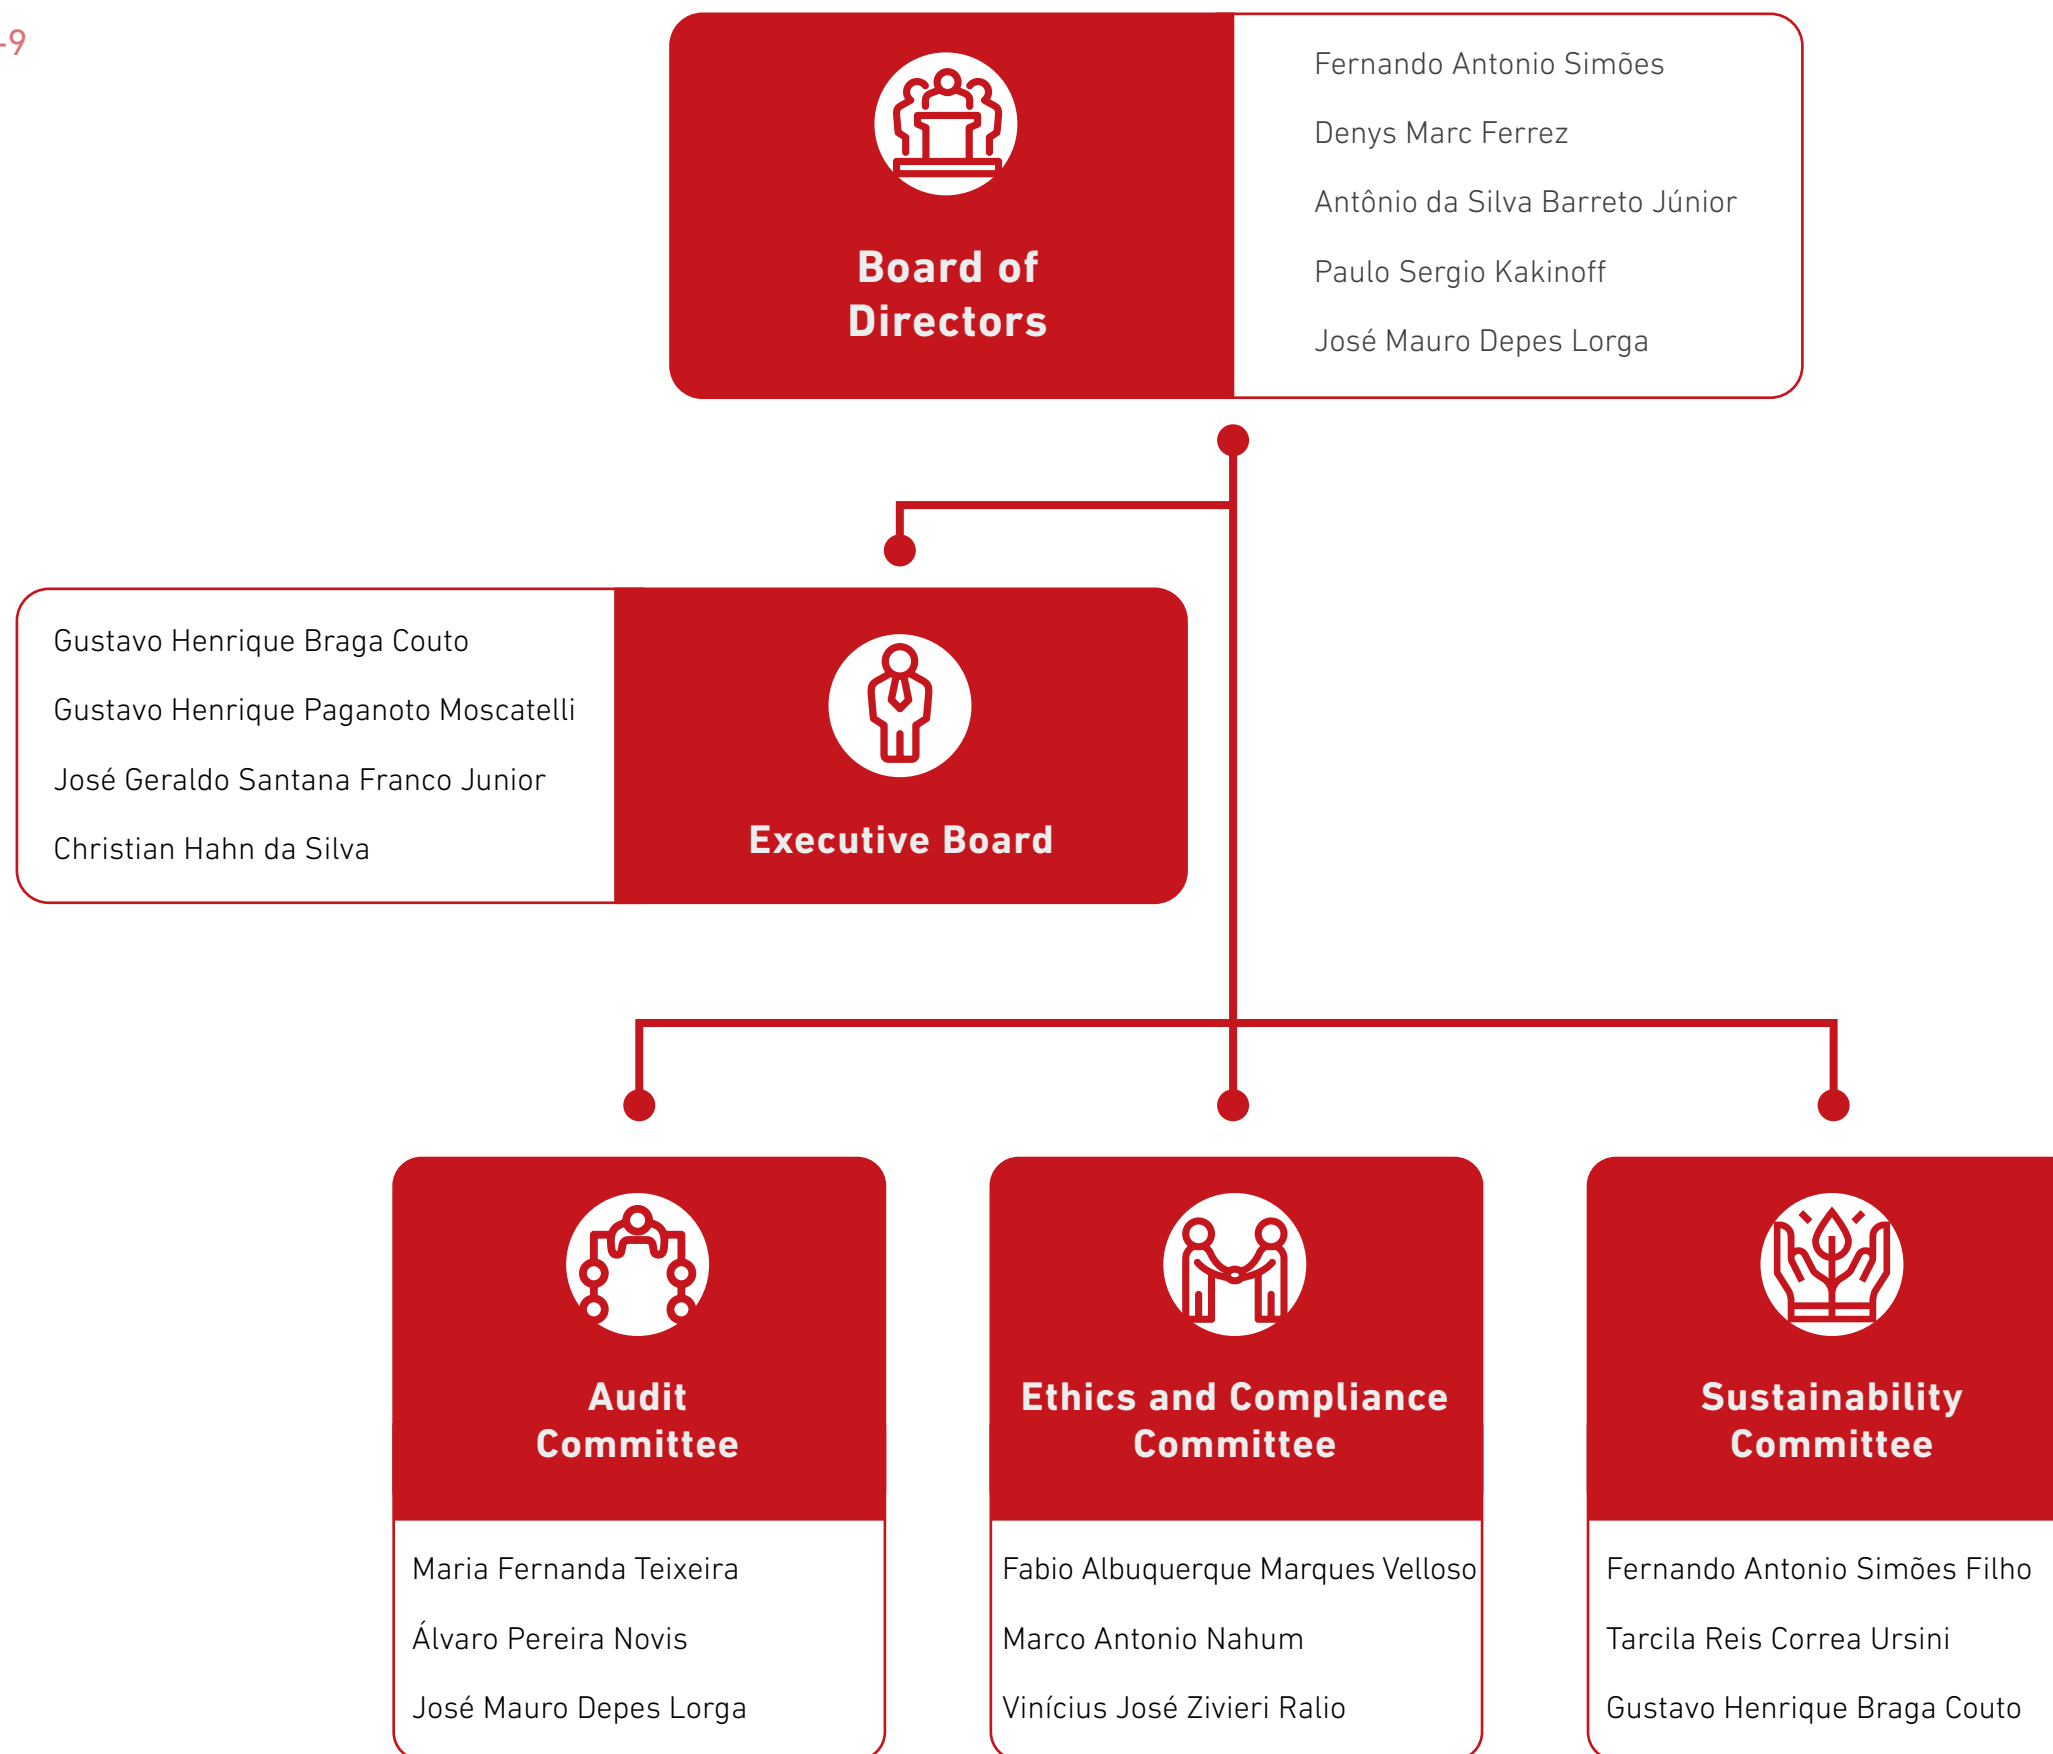 -9
Board of
Directors
Fernando Antonio Simões
Denys Marc Ferrez
Antônio da Silva Barreto Júnior
Paulo Sergio Kakinoff
José Mauro Depes Lorga
Gustavo Henrique Braga Couto
Gustavo Henrique Paganoto Moscatelli
José Geraldo Santana Franco Junior
Christian Hahn da Silva
Executive Board
Audit
Committee
Maria Fernanda Teixeira
Álvaro Pereira Novis
José Mauro Depes Lorga
Ethics and Compliance
Committee
Fabio Albuquerque Marques Velloso
Marco Antonio Nahum
Vinícius José Zivieri Ralio
Sustainability
Committee
Fernando Antonio Simões Filho
Tarcila Reis Correa Ursini
Gustavo Henrique Braga Couto